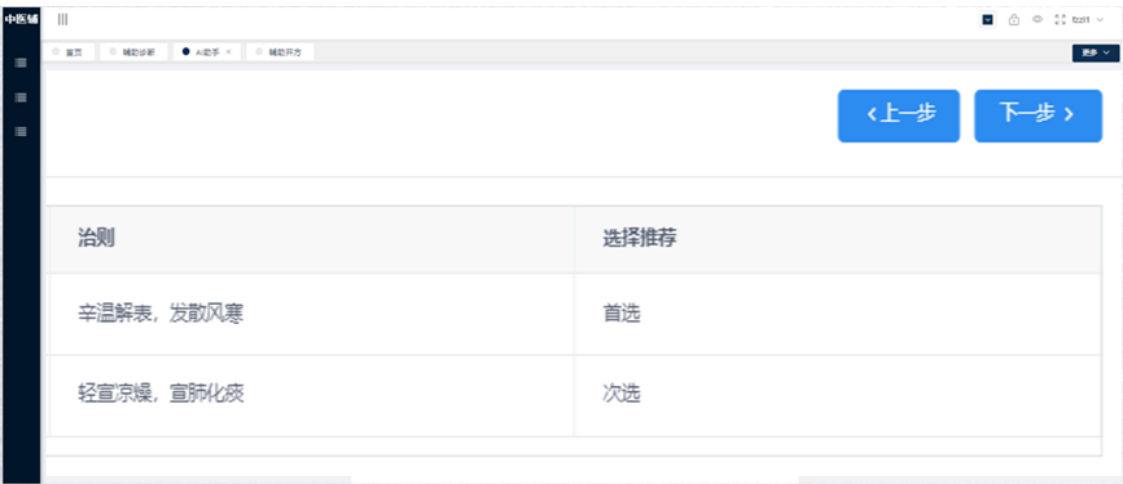 中医辅
首页 辅助诊断 AI助手 × 辅助开方 更多
上一步 下一步
治则 选择推荐
辛温解表，发散风寒 首选
轻宣凉燥，宣肺化痰 次选